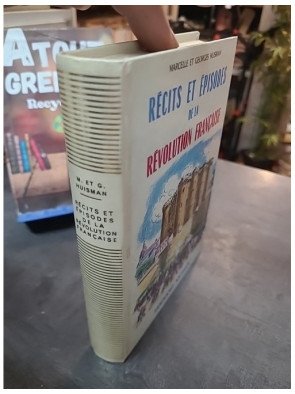 MARCELLE ET GEORGES HUISMAN
RÉCITS ET ÉPISODES
DE LA
RÉVOLUTION FRANÇAISE
M. ET G.
HUISMAN
RÉCITS ET
ÉPISODES
DE LA
RÉVOLUTION
FRANÇAISE
ATOUT
GREE
Recy